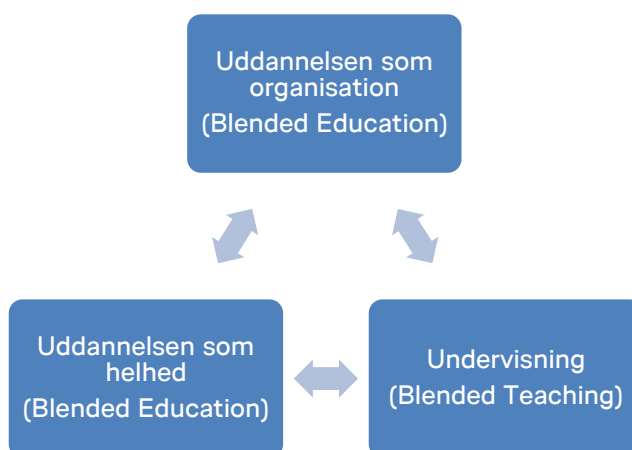 Uddannelsen som
organisation
(Blended Education)
Uddannelsen som
helhed
(Blended Education)
Undervisning
(Blended Teaching)